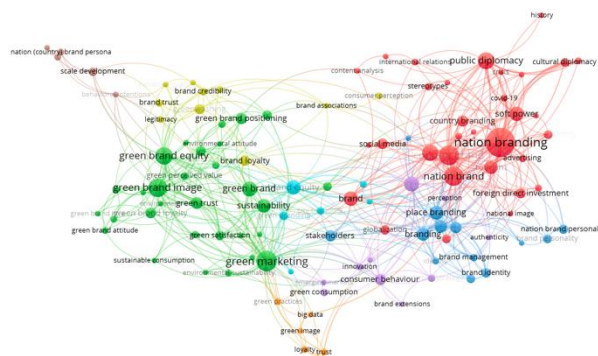 history
nation (country) brand persona
public diplomacy
international relations
cultural diplomacy
scale development
content analysis
stereotypes
brand credibility
consumer perception
covid-19
brand trust
brand associations
soft power
legitimacy
green brand positioning
country branding
environmental attitude
social media
nation branding
green brand equity
advertising
brand loyalty
green perceived value
nation brand
green brand image
green brand
foreign direct investment
green trust
sustainability
brand
perception
place branding
national image
green brand attitude
green satisfaction
stakeholders
branding
authenticity
nation brand personality
brand personality
sustainable consumption
green marketing
innovation
brand management
environmental sustainability
consumer behaviour
brand identity
green consumption
green practices
brand extensions
big data
green image
loyalty
trust